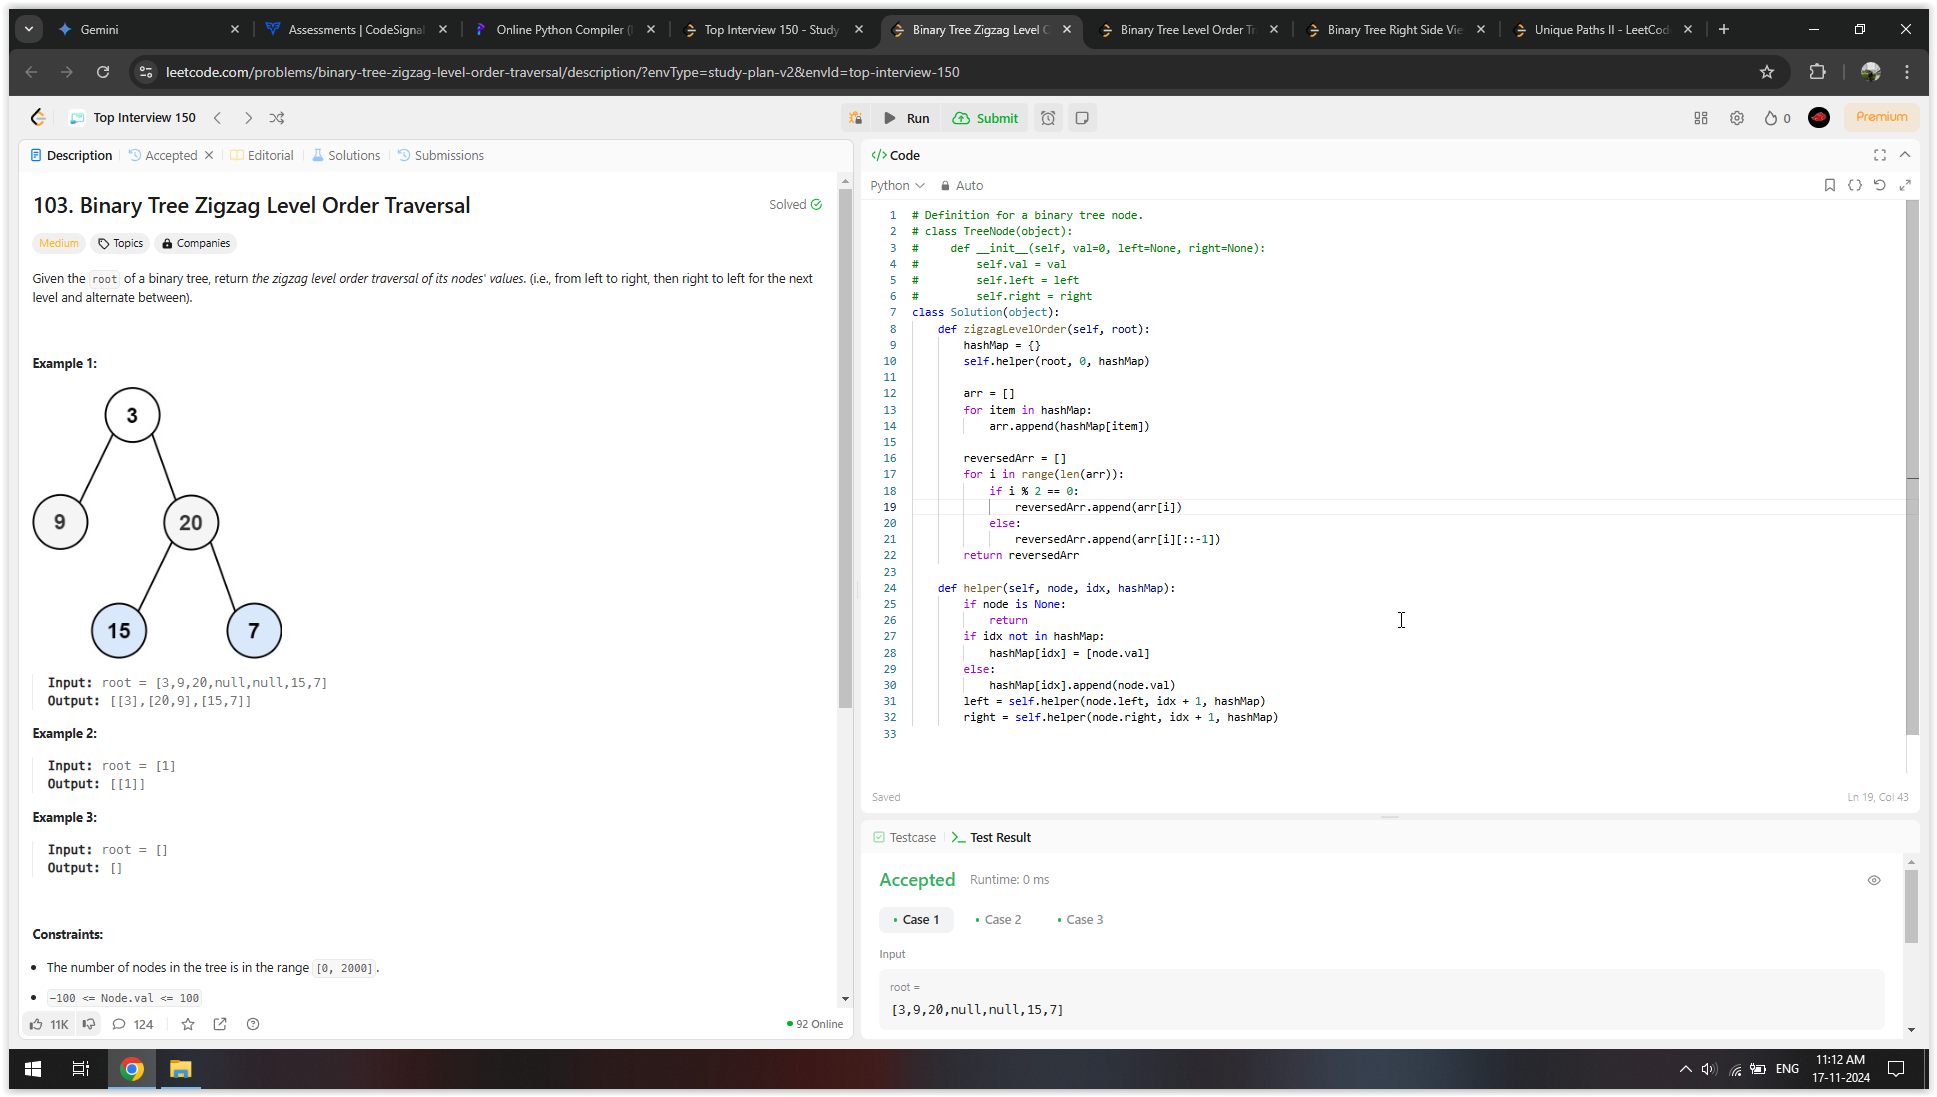 Gemini
Assessments | CodeSignal
Online Python Compiler (
Top Interview 150 - Study
Binary Tree Zigzag Level O
Binary Tree Level Order Tr
Binary Tree Right Side Vie
Unique Paths II - LeetCod
leetcode.com/problems/binary-tree-zigzag-level-order-traversal/description/?envType=study-plan-v2&envId=top-interview-150
Top Interview 150
Run
Submit
0
Premium
Description
Accepted
Editorial
Solutions
Submissions
103. Binary Tree Zigzag Level Order Traversal
Solved
Medium
Topics
Companies
Given the root of a binary tree, return the zigzag level order traversal of its nodes' values. (i.e., from left to right, then right to left for the next
level and alternate between).
Example 1:
3
9
20
15
7
Input: root = [3,9,20,null,null,15,7]
Output: [[3],[20,9],[15,7]]
Example 2:
Input: root = [1]
Output: [[1]]
Example 3:
Input: root = []
Output: []
Constraints:
The number of nodes in the tree is in the range [0, 2000].
-100 <= Node.val <= 100
11K
124
92 Online
</> Code
Python
Auto
1 # Definition for a binary tree node.
2 # class TreeNode(object):
3 #     def __init__(self, val=0, left=None, right=None):
4 #         self.val = val
5 #         self.left = left
6 #         self.right = right
7 class Solution(object):
8     def zigzagLevelOrder(self, root):
9         hashMap = {}
10         self.helper(root, 0, hashMap)
11
12         arr = []
13         for item in hashMap:
14             arr.append(hashMap[item])
15
16         reversedArr = []
17         for i in range(len(arr)):
18             if i % 2 == 0:
19                 reversedArr.append(arr[i])
20             else:
21                 reversedArr.append(arr[i][::-1])
22         return reversedArr
23
24     def helper(self, node, idx, hashMap):
25         if node is None:
26             return
27         if idx not in hashMap:
28             hashMap[idx] = [node.val]
29         else:
30             hashMap[idx].append(node.val)
31         left = self.helper(node.left, idx + 1, hashMap)
32         right = self.helper(node.right, idx + 1, hashMap)
33
Saved
Ln 19, Col 43
Testcase
Test Result
Accepted
Runtime: 0 ms
Case 1
Case 2
Case 3
Input
root =
[3,9,20,null,null,15,7]
ENG
11:12 AM
17-11-2024